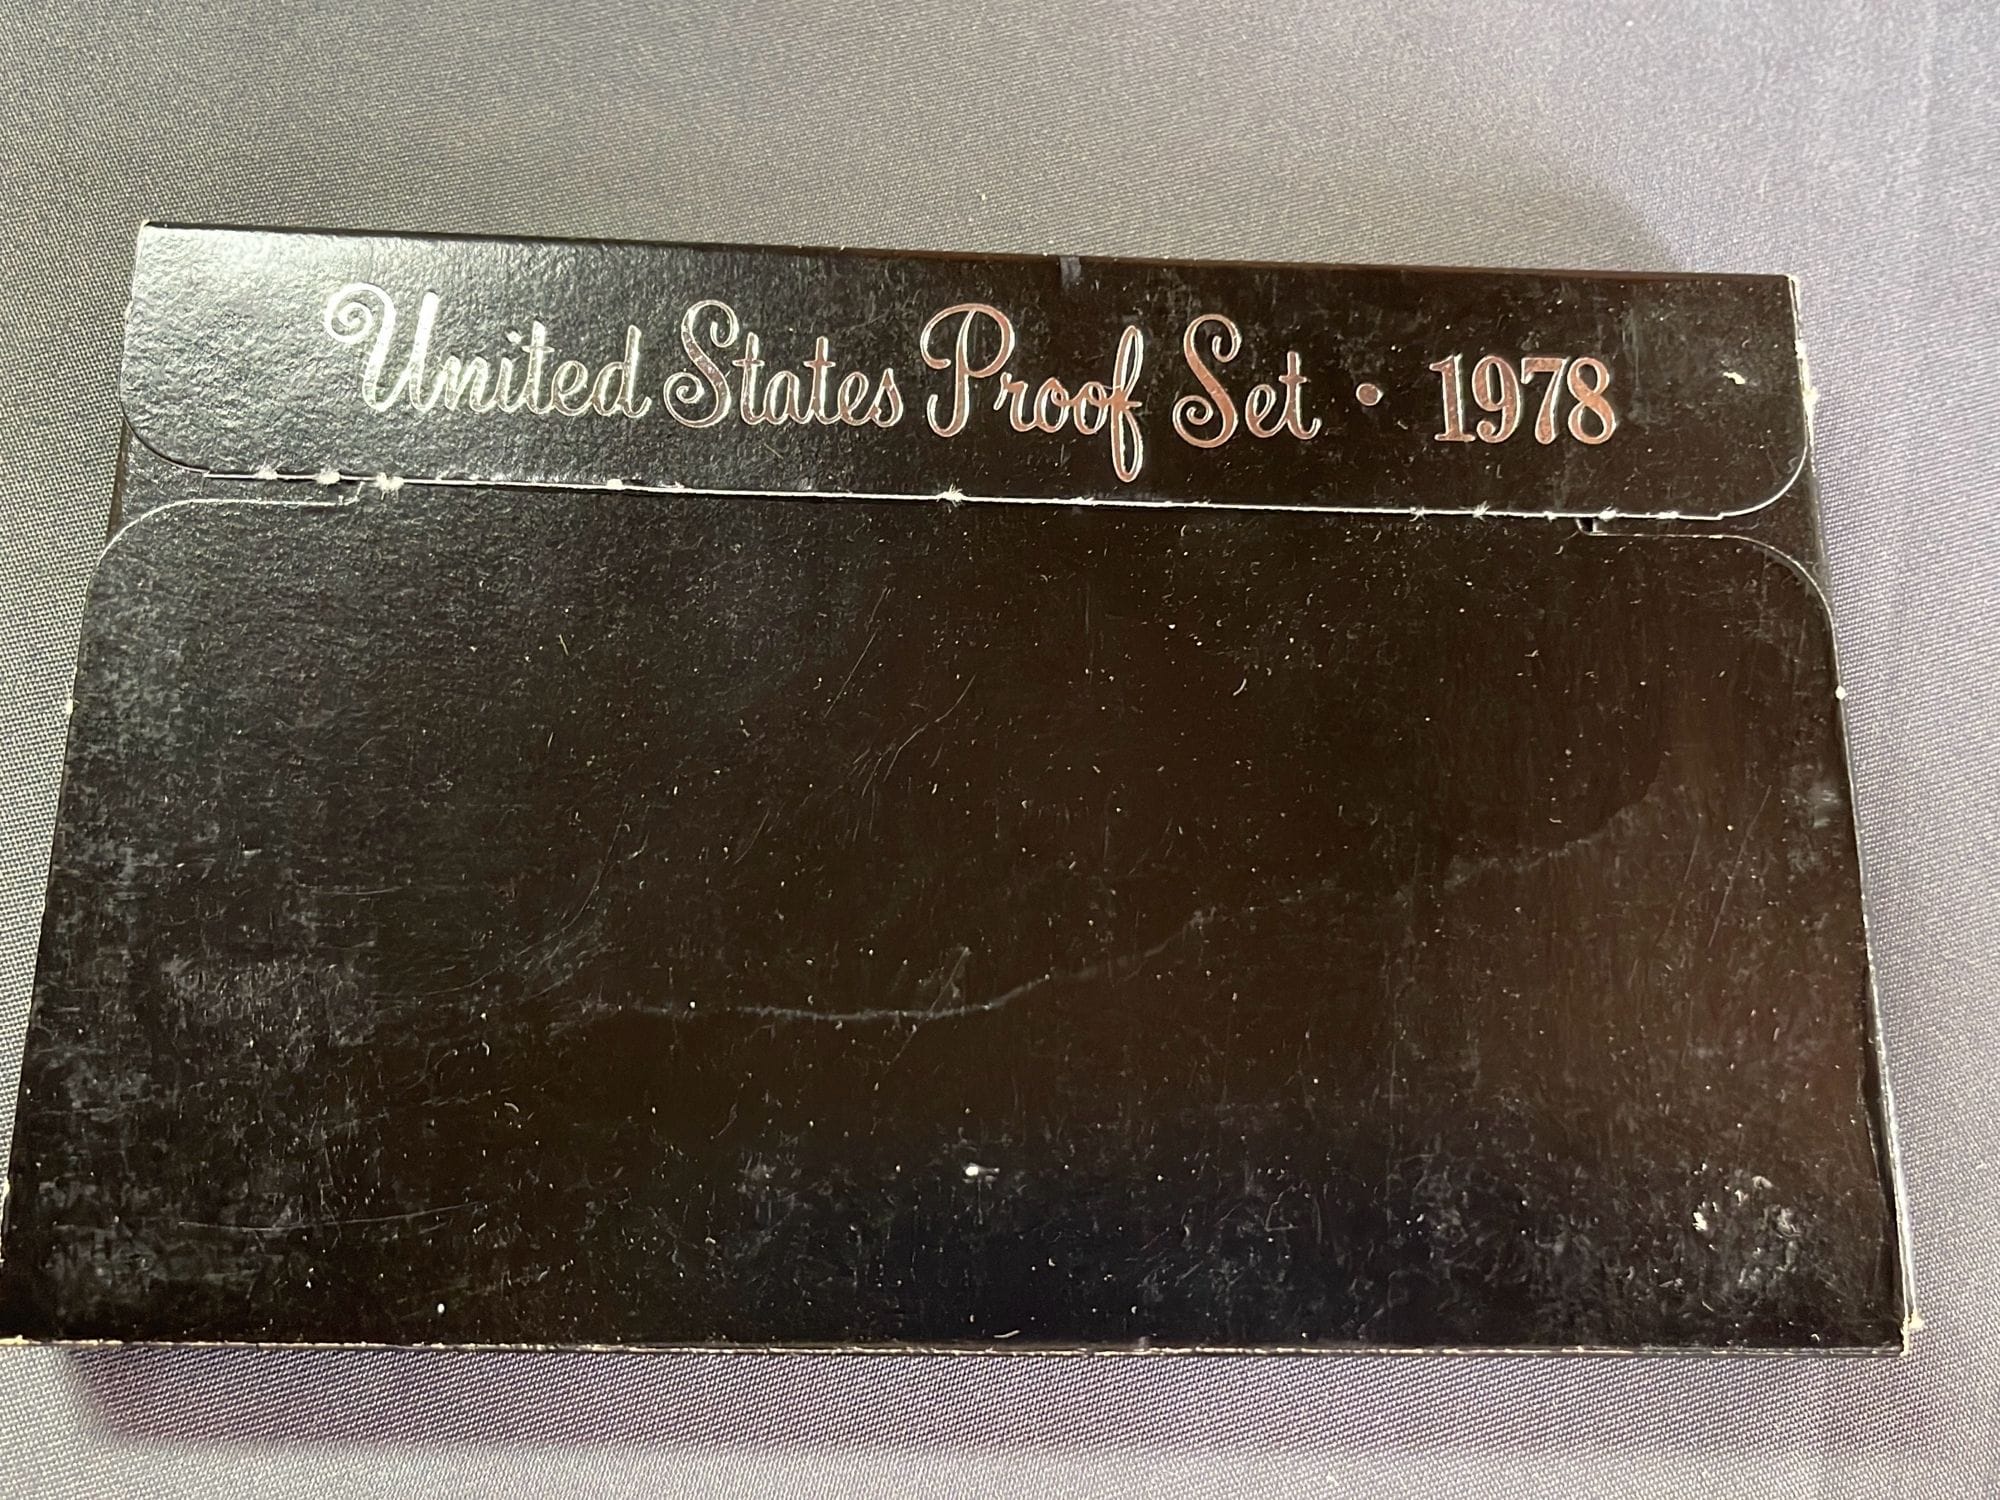 United States Proof Set • 1978